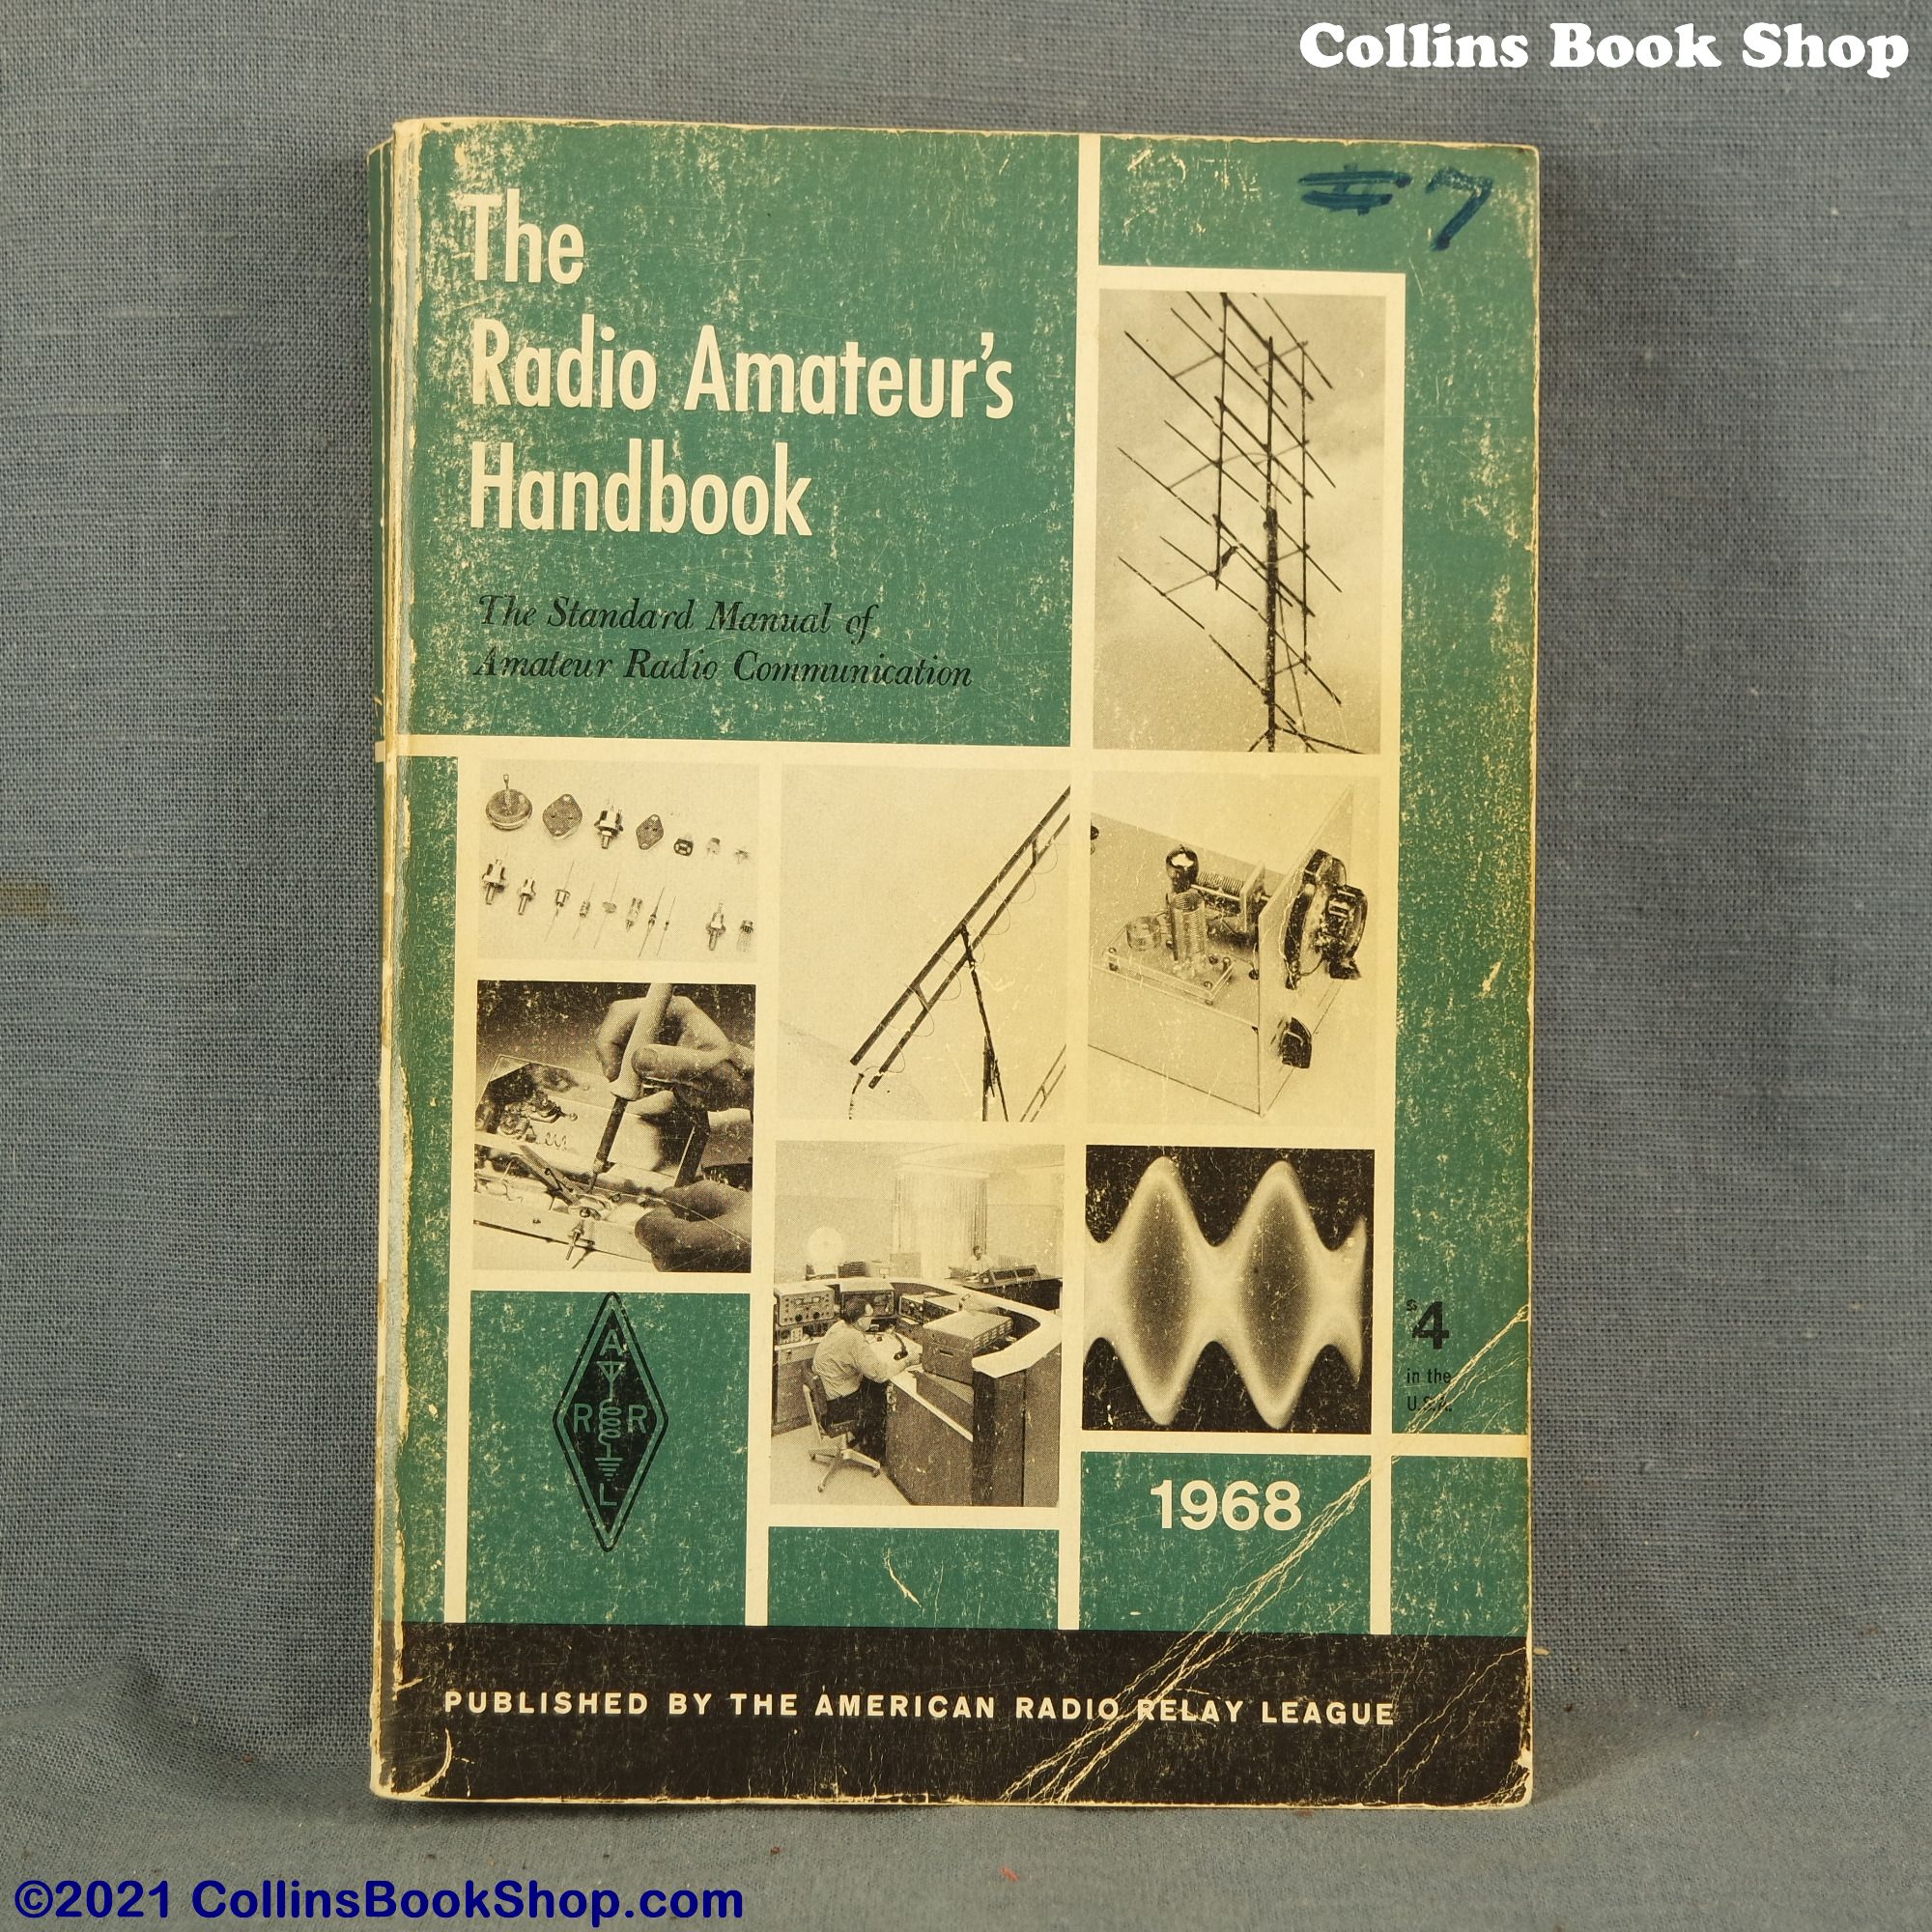 Collins Book Shop
#7
The
Radio Amateur's
Handbook
The Standard Manual of
Amateur Radio Communication
$4
in the
U.S.A.
A
R R
L
1968
PUBLISHED BY THE AMERICAN RADIO RELAY LEAGUE
©2021 CollinsBookShop.com